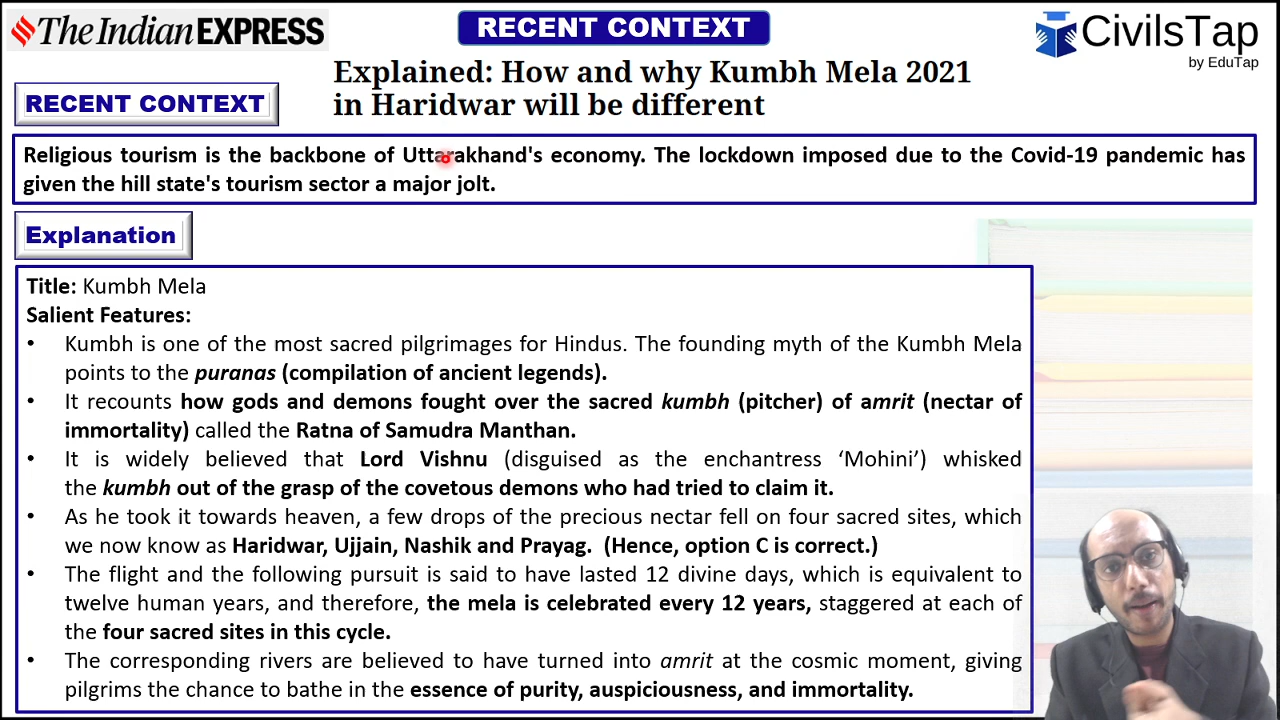 The Indian EXPRESS
RECENT CONTEXT
CivilsTap
by EduTap
Explained: How and why Kumbh Mela 2021
in Haridwar will be different
RECENT CONTEXT
Religious tourism is the backbone of Uttarakhand's economy. The lockdown imposed due to the Covid-19 pandemic has
given the hill state's tourism sector a major jolt.
Explanation
Title: Kumbh Mela
Salient Features:
• Kumbh is one of the most sacred pilgrimages for Hindus. The founding myth of the Kumbh Mela
points to the puranas (compilation of ancient legends).
• It recounts how gods and demons fought over the sacred kumbh (pitcher) of amrit (nectar of
immortality) called the Ratna of Samudra Manthan.
• It is widely believed that Lord Vishnu (disguised as the enchantress ‘Mohini’) whisked
the kumbh out of the grasp of the covetous demons who had tried to claim it.
• As he took it towards heaven, a few drops of the precious nectar fell on four sacred sites, which
we now know as Haridwar, Ujjain, Nashik and Prayag. (Hence, option C is correct.)
• The flight and the following pursuit is said to have lasted 12 divine days, which is equivalent to
twelve human years, and therefore, the mela is celebrated every 12 years, staggered at each of
the four sacred sites in this cycle.
• The corresponding rivers are believed to have turned into amrit at the cosmic moment, giving
pilgrims the chance to bathe in the essence of purity, auspiciousness, and immortality.